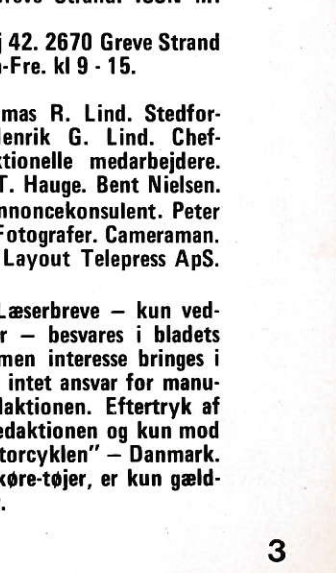 Greve Strand. ISSN nr.
j 42. 2670 Greve Strand
-Fre. kl 9 - 15.
mas R. Lind. Stedfor-
enrik G. Lind. Chef-
ktionelle medarbejdere.
T. Hauge. Bent Nielsen.
nnoncekonsulent. Peter
Fotografer. Cameraman.
Layout Telepress ApS.
Læserbreve – kun ved-
r – besvares i bladets
men interesse bringes i
intet ansvar for manu-
daktionen. Eftertryk af
edaktionen og kun mod
torcyklen" – Danmark.
køre-tøjer, er kun gæld-
r.
3